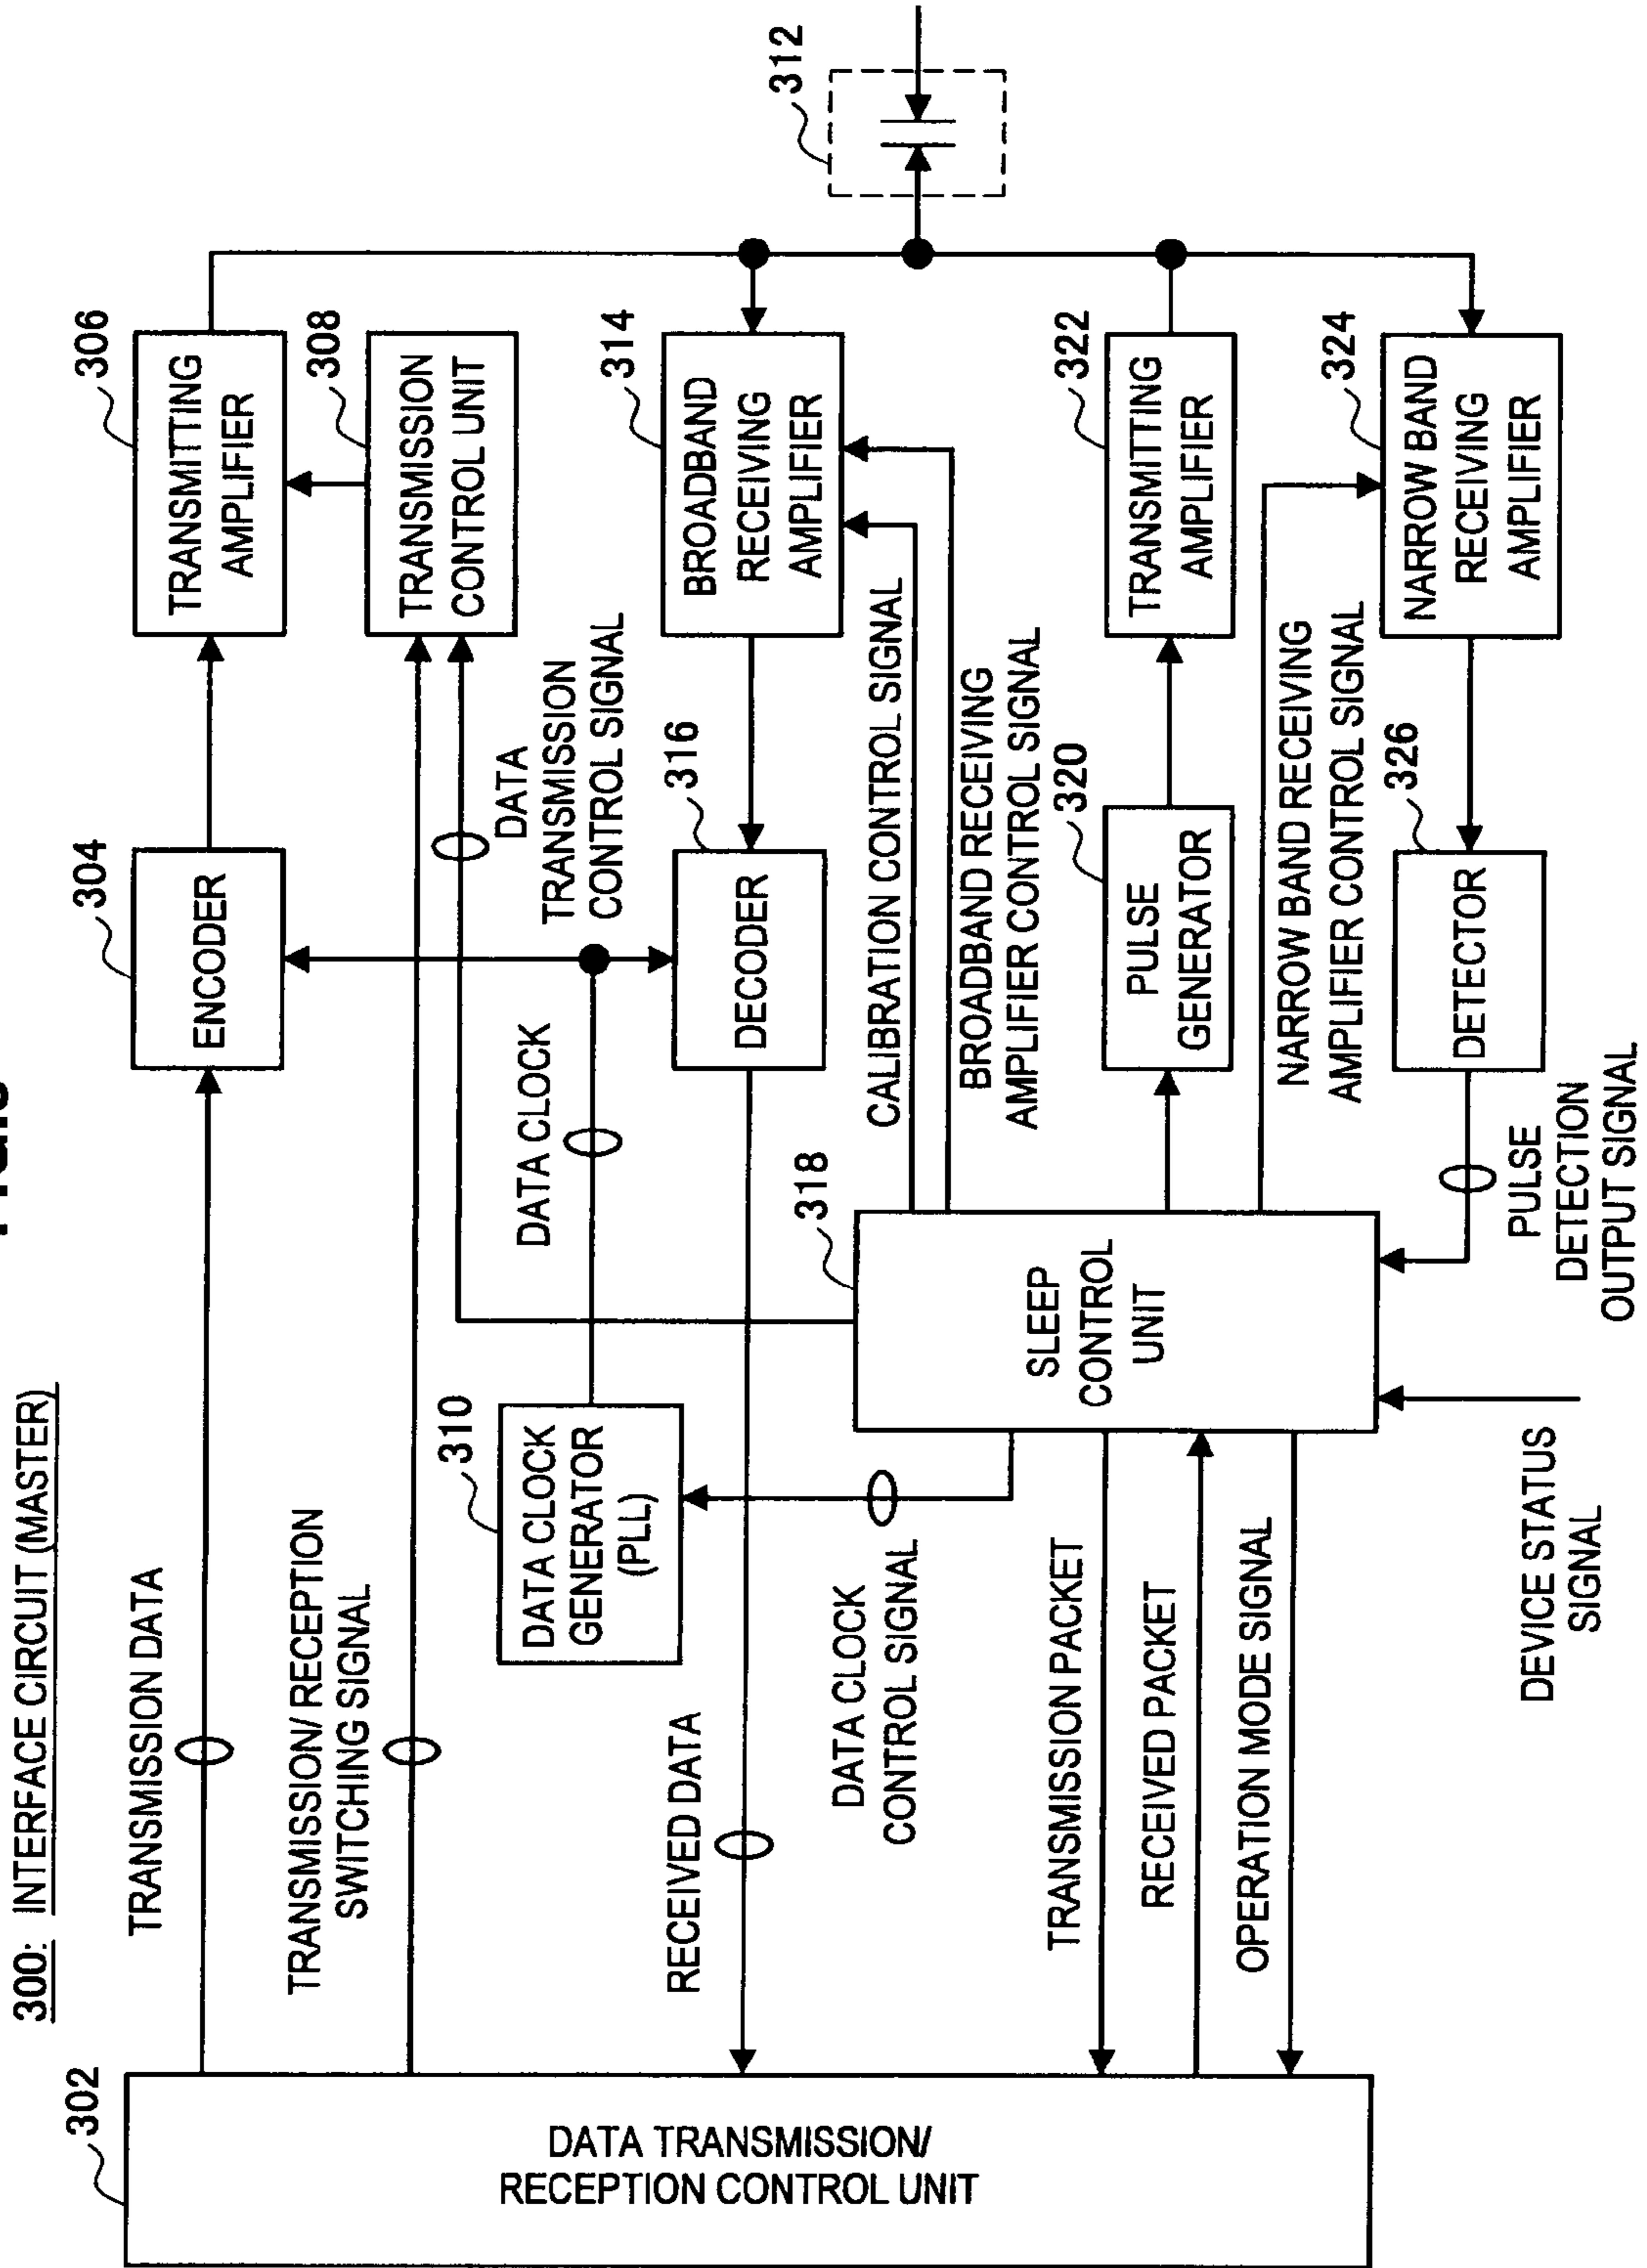 300: INTERFACE CIRCUIT (MASTER)
302
DATA TRANSMISSION/
RECEPTION CONTROL UNIT
TRANSMISSION DATA
TRANSMISSION/ RECEPTION
SWITCHING SIGNAL
RECEIVED DATA
DATA CLOCK
CONTROL SIGNAL
TRANSMISSION PACKET
RECEIVED PACKET
OPERATION MODE SIGNAL
DEVICE STATUS
SIGNAL
310
DATA CLOCK
GENERATOR
(PLL)
318
SLEEP
CONTROL
UNIT
DATA CLOCK
304
ENCODER
DATA
TRANSMISSION
CONTROL SIGNAL
316
DECODER
CALIBRATION CONTROL SIGNAL
BROADBAND RECEIVING
AMPLIFIER CONTROL SIGNAL
320
PULSE
GENERATOR
NARROW BAND RECEIVING
AMPLIFIER CONTROL SIGNAL
326
DETECTOR
PULSE
DETECTION
OUTPUT SIGNAL
306
TRANSMITTING
AMPLIFIER
308
TRANSMISSION
CONTROL UNIT
314
BROADBAND
RECEIVING
AMPLIFIER
322
TRANSMITTING
AMPLIFIER
324
NARROW BAND
RECEIVING
AMPLIFIER
312